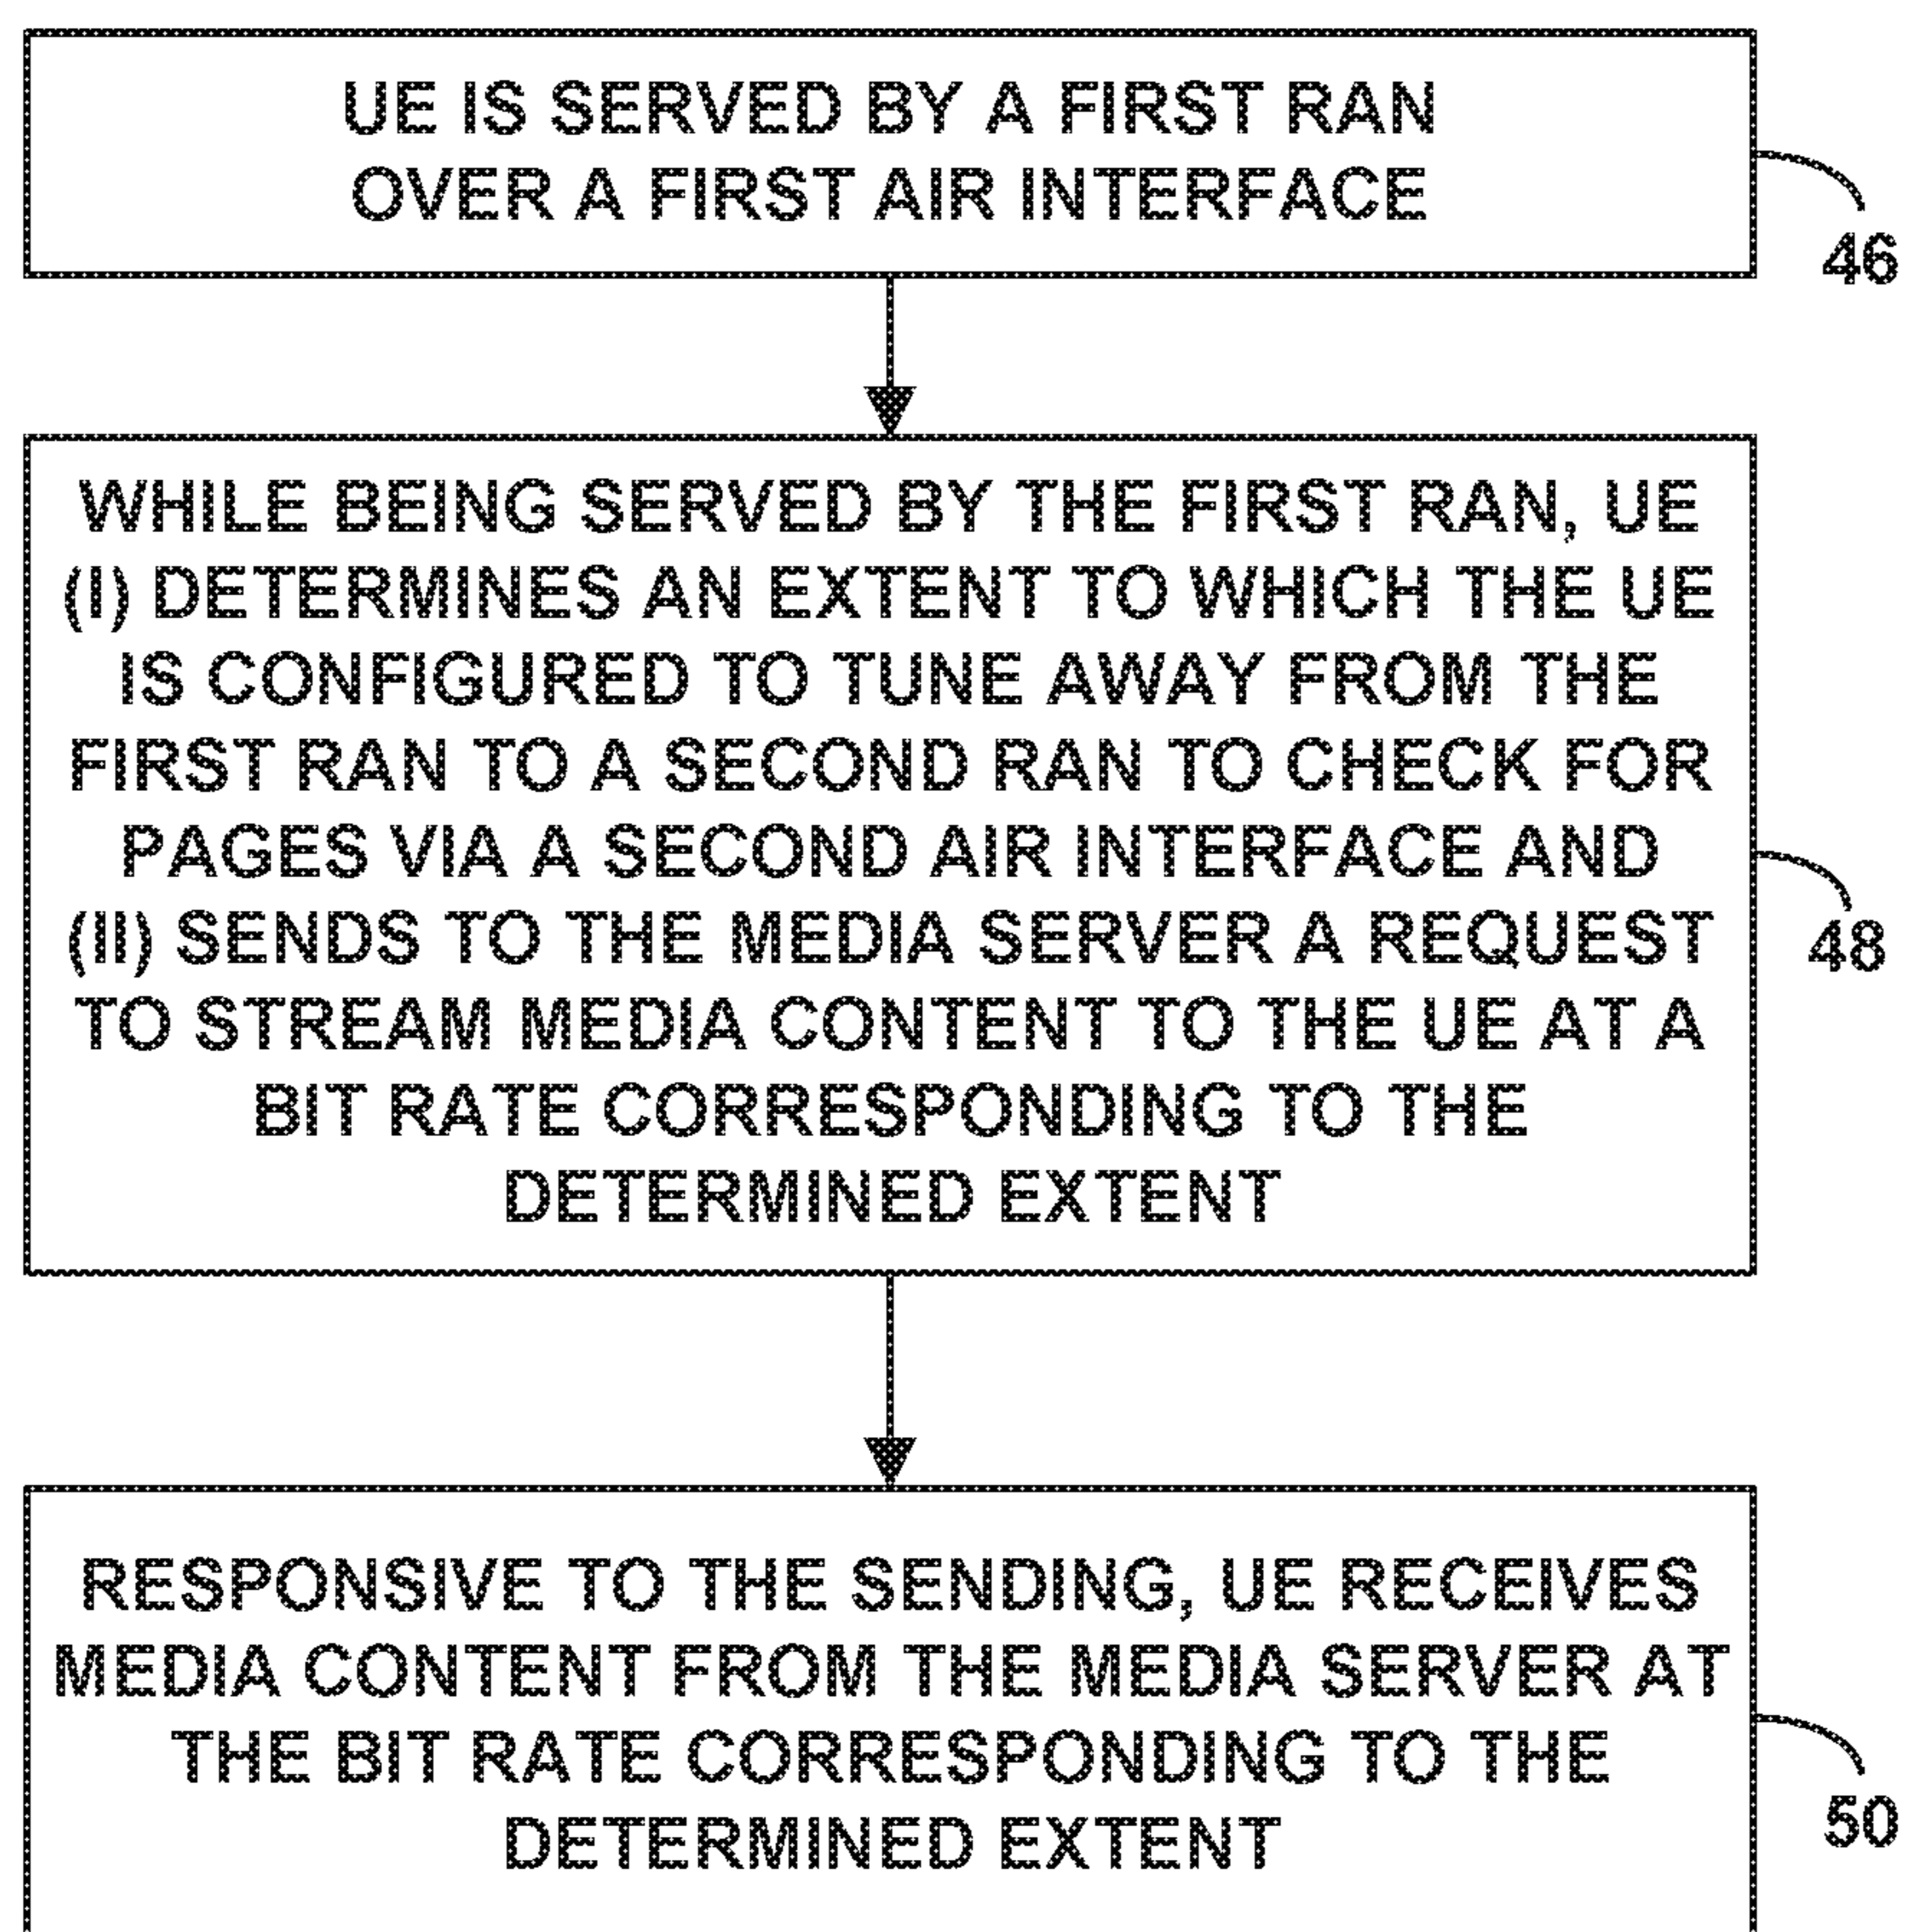 UE IS SERVED BY A FIRST RAN
OVER A FIRST AIR INTERFACE
46
WHILE BEING SERVED BY THE FIRST RAN, UE
(I) DETERMINES AN EXTENT TO WHICH THE UE
IS CONFIGURED TO TUNE AWAY FROM THE
FIRST RAN TO A SECOND RAN TO CHECK FOR
PAGES VIA A SECOND AIR INTERFACE AND
(II) SENDS TO THE MEDIA SERVER A REQUEST
TO STREAM MEDIA CONTENT TO THE UE AT A
BIT RATE CORRESPONDING TO THE
DETERMINED EXTENT
48
RESPONSIVE TO THE SENDING, UE RECEIVES
MEDIA CONTENT FROM THE MEDIA SERVER AT
THE BIT RATE CORRESPONDING TO THE
DETERMINED EXTENT
50